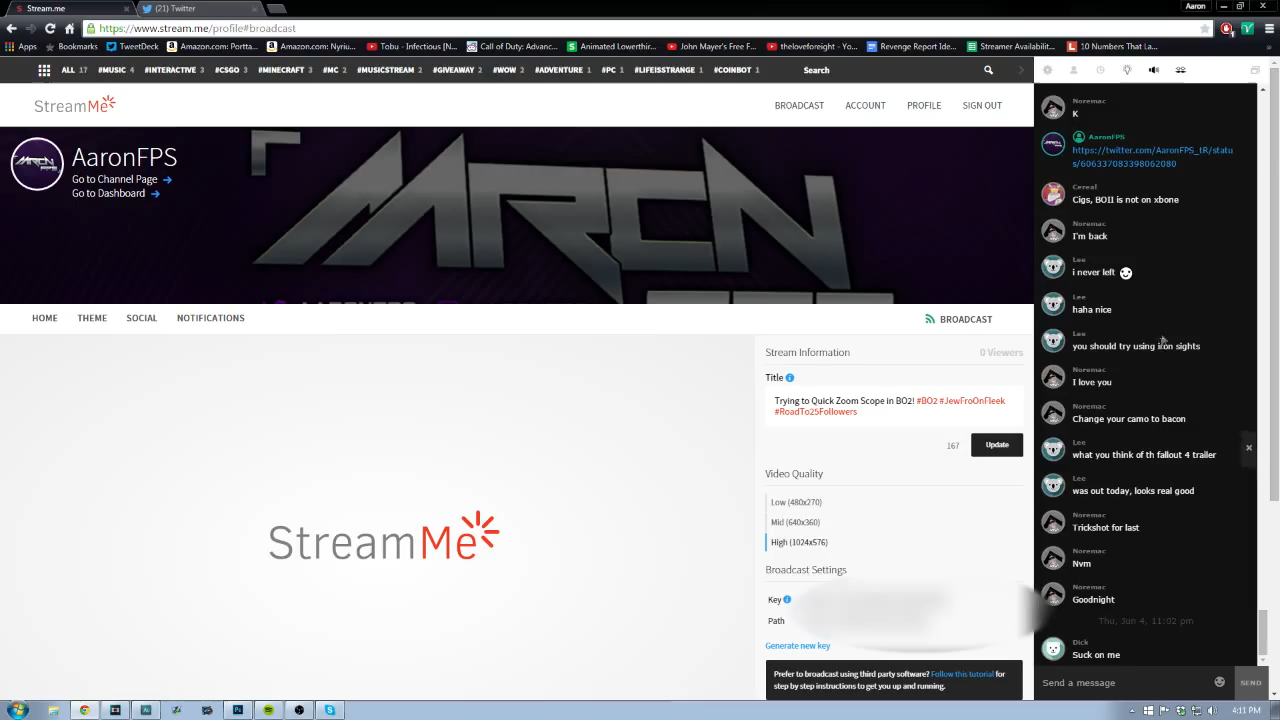 Stream.me
(21) Twitter
Aaron
https://www.stream.me/profile#broadcast
Apps
Bookmarks
TweetDeck
Amazon.com: Portta...
Amazon.com: Nyriu...
Tobu - Infectious [N...
Call of Duty: Advanc...
Animated Lowerthir...
John Mayer's Free F...
theloveforeight - Yo...
Revenge Report Ide...
Streamer Availabiliti...
10 Numbers That La...
ALL 17
#MUSIC 4
#INTERACTIVE 3
#CSGO 3
#MINECRAFT 3
#MC 2
#MUSICSTREAM 2
#GIVEAWAY 2
#WOW 2
#ADVENTURE 1
#PC 1
#LIFEISSTRANGE 1
#COINBOT 1
Search
StreamMe
BROADCAST
ACCOUNT
PROFILE
SIGN OUT
AaronFPS
Go to Channel Page
Go to Dashboard
HOME
THEME
SOCIAL
NOTIFICATIONS
BROADCAST
StreamMe
Stream Information
0 Viewers
Title
Trying to Quick Zoom Scope in BO2! #BO2 #JewFroOnFleek
#RoadTo25Followers
167
Update
Video Quality
Low (480x270)
Mid (640x360)
High (1024x576)
Broadcast Settings
Key
Path
Generate new key
Prefer to broadcast using third party software? Follow this tutorial for
step by step instructions to get you up and running.
Noremac
K
AaronFPS
https://twitter.com/AaronFPS_tR/statu
s/606337083398062080
Cereal
Cigs, BOII is not on xbone
Noremac
I'm back
Lee
i never left
Lee
haha nice
Lee
you should try using iron sights
Noremac
I love you
Noremac
Change your camo to bacon
Lee
what you think of th fallout 4 trailer
Lee
was out today, looks real good
Noremac
Trickshot for last
Noremac
Nvm
Noremac
Goodnight
Thu, Jun 4, 11:02 pm
Dick
Suck on me
Send a message
SEND
4:11 PM